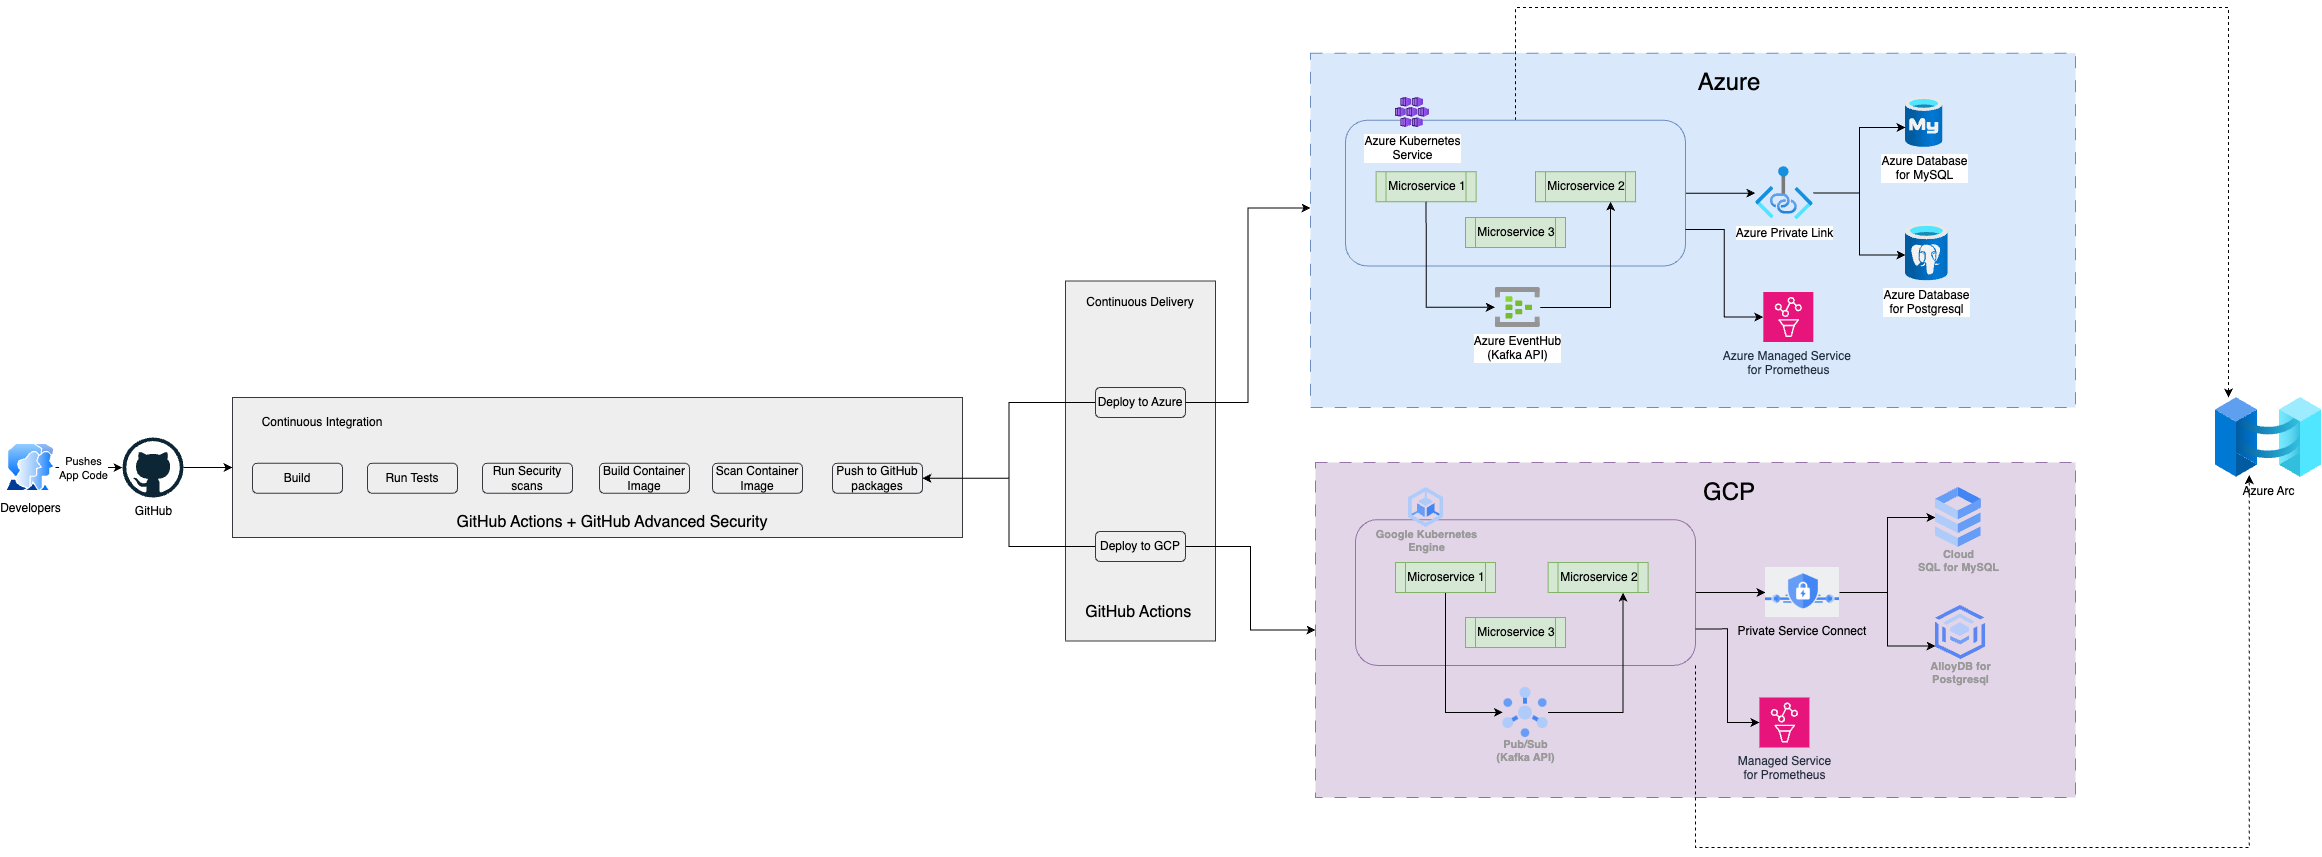 Developers
Pushes
App Code
GitHub
Continuous Integration
Build
Run Tests
Run Security
scans
Build Container
Image
Scan Container
Image
Push to GitHub
packages
GitHub Actions + GitHub Advanced Security
Continuous Delivery
Deploy to Azure
Deploy to GCP
GitHub Actions
Azure
Azure Kubernetes
Service
Microservice 1
Microservice 2
Microservice 3
Azure EventHub
(Kafka API)
Azure Private Link
My
Azure Database
for MySQL
Azure Database
for Postgresql
Azure Managed Service
for Prometheus
GCP
Google Kubernetes
Engine
Microservice 1
Microservice 2
Microservice 3
Pub/Sub
(Kafka API)
Private Service Connect
Cloud
SQL for MySQL
AlloyDB for
Postgresql
Managed Service
for Prometheus
Azure Arc